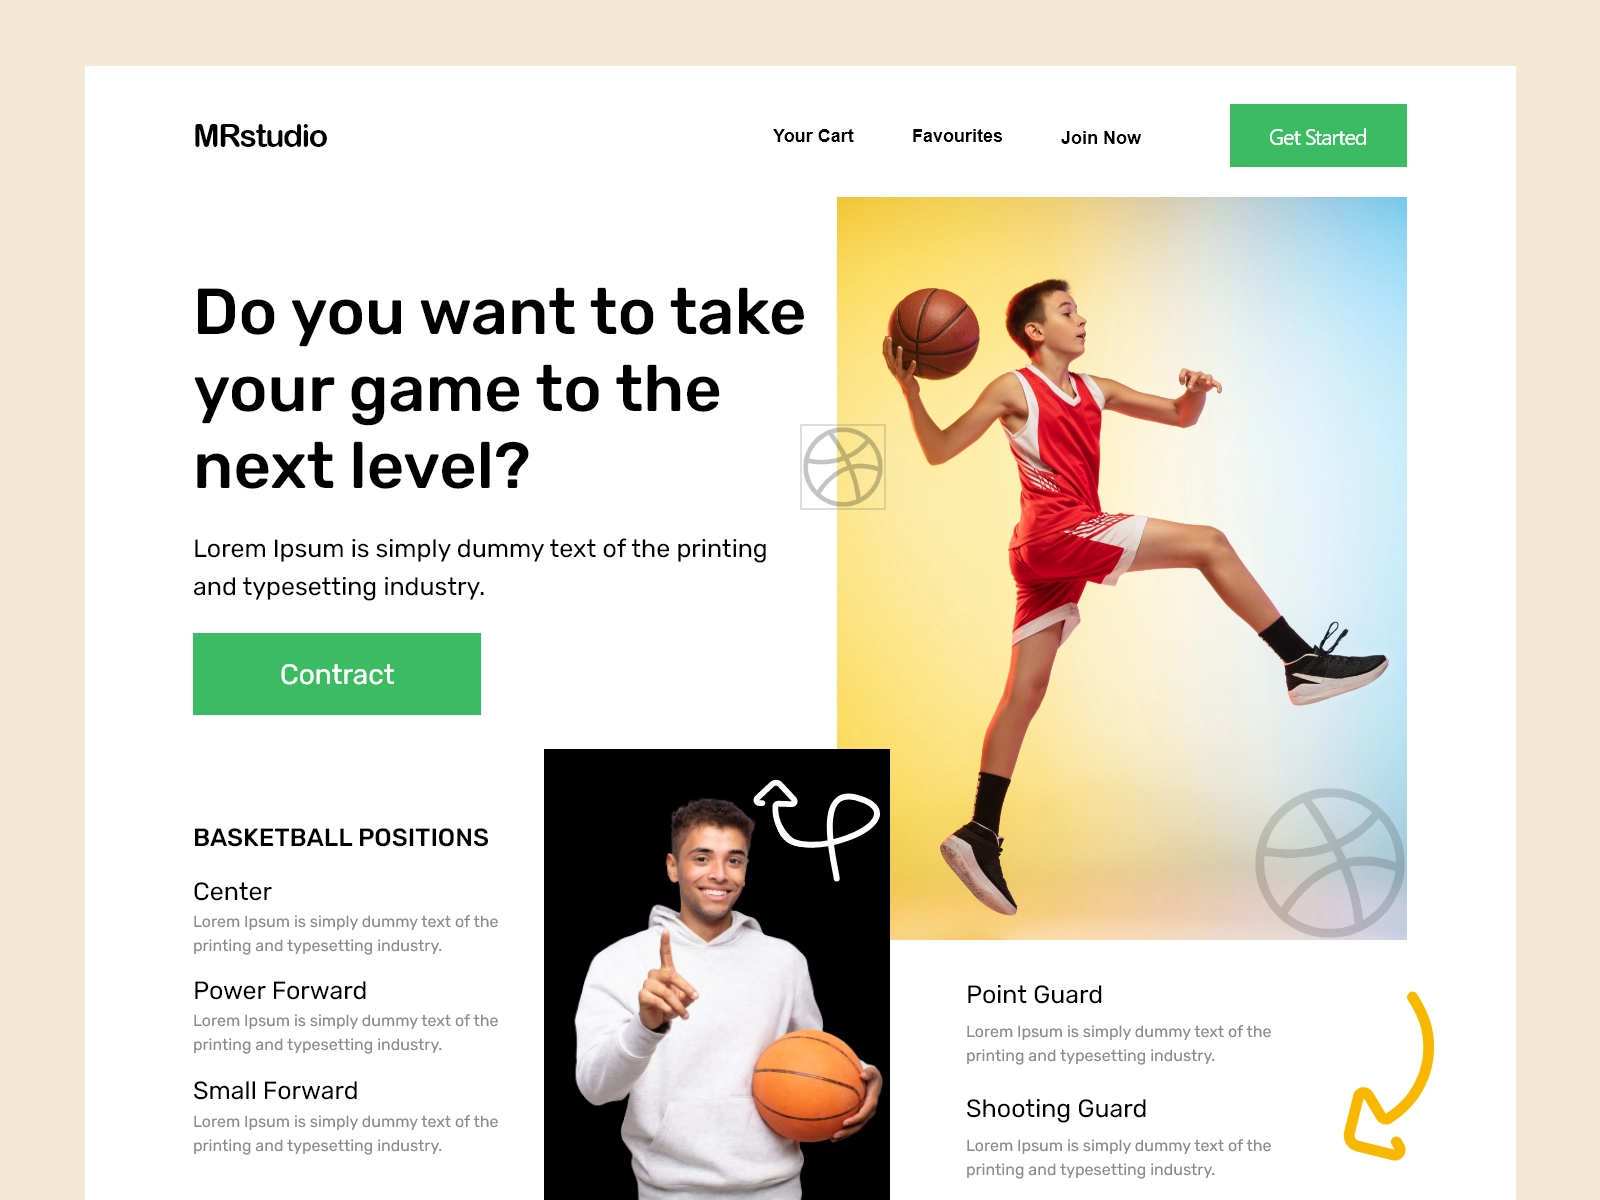 MRstudio
Your Cart
Favourites
Join Now
Get Started
Do you want to take
your game to the
next level?
Lorem Ipsum is simply dummy text of the printing
and typesetting industry.
Contract
BASKETBALL POSITIONS
Center
Lorem Ipsum is simply dummy text of the
printing and typesetting industry.
Power Forward
Lorem Ipsum is simply dummy text of the
printing and typesetting industry.
Small Forward
Lorem Ipsum is simply dummy text of the
printing and typesetting industry.
Point Guard
Lorem Ipsum is simply dummy text of the
printing and typesetting industry.
Shooting Guard
Lorem Ipsum is simply dummy text of the
printing and typesetting industry.